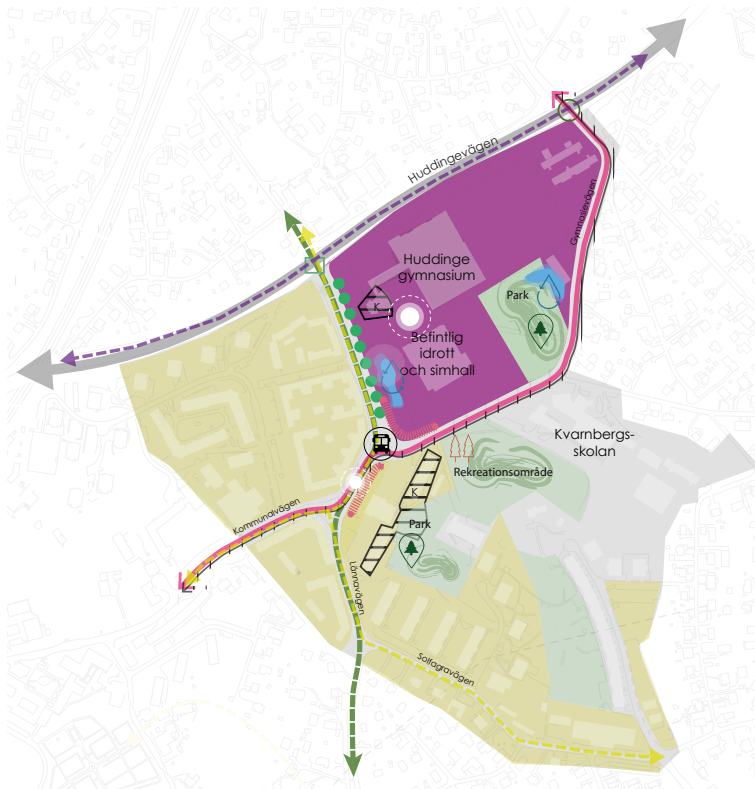 Huddingevägen
Gymnasievägen
Huddinge
gymnasium
Park
K
Befintlig
idrott
och simhall
Kvarnbergs-
skolan
Rekreationsområde
K
Park
Kommunalvägen
Lännavägen
Solfagravägen